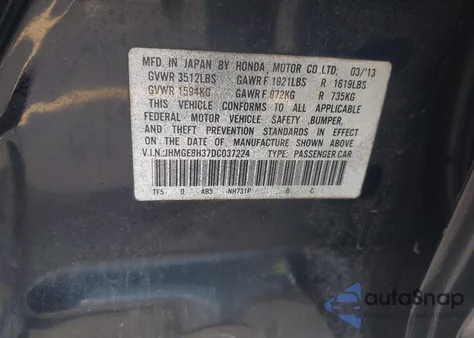 MFD. IN JAPAN BY HONDA MOTOR CO.,LTD. 03/'13
GVWR 3512LBS GAWR F 1921LBS R 1619LBS
GVWR 1594KG GAWR F 872KG R 735KG
THIS VEHICLE CONFORMS TO ALL APPLICABLE
FEDERAL MOTOR VEHICLE SAFETY ,BUMPER,
AND THEFT PREVENTION STANDARDS IN EFFECT
ON THE DATE OF MANUFACTURE SHOWN ABOVE.
V.I.N.:JHMGE8H37DC037224 TYPE: PASSENGER CAR
TF5 0 AB5 NH731P B C
autoSnap